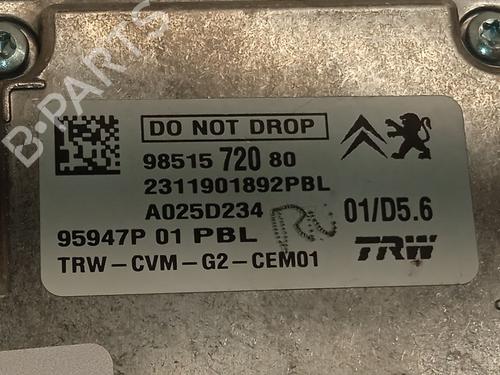 B-PARTS
DO NOT DROP
98515 720 80
2311901892PBL
A025D234
01/D5.6
95947P 01 PBL
TRW
TRW-CVM-G2-CEM01